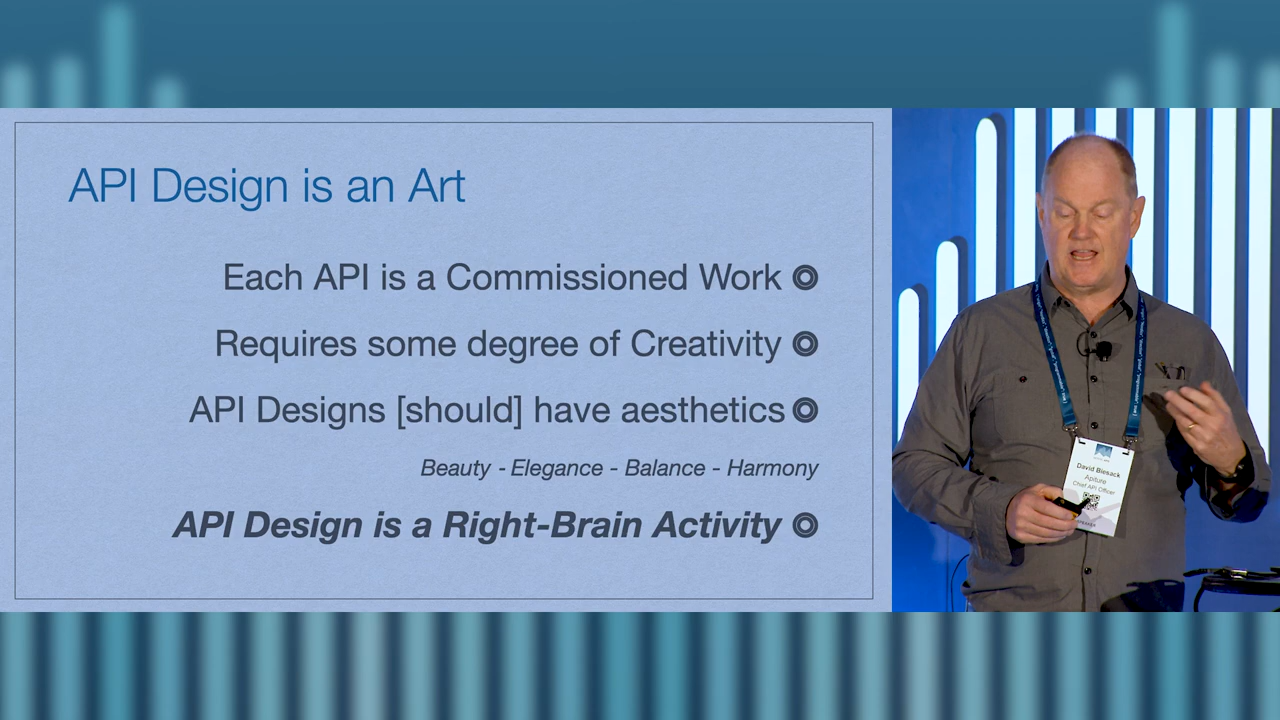 API Design is an Art
Each API is a Commissioned Work
Requires some degree of Creativity
API Designs [should] have aesthetics
Beauty - Elegance - Balance - Harmony
API Design is a Right-Brain Activity
David Biesack
Apiture
Chief API Officer
SPEAKER